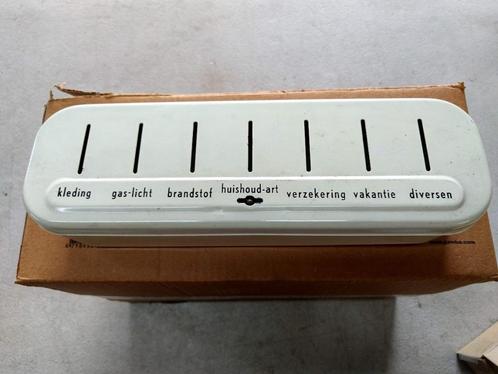 kleding gas-licht brandstof huishoud-art verzekering vakantie diversen